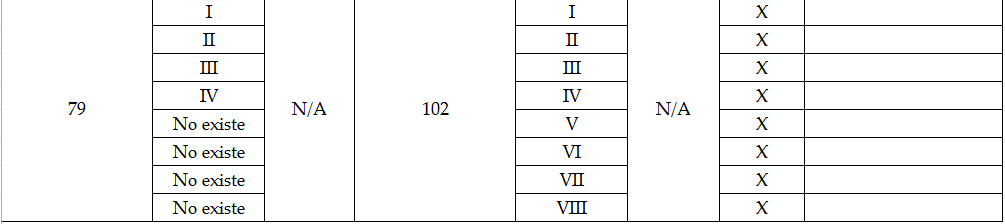 I I X
II II X
III III X
IV IV X
79 N/A 102 N/A
No existe V X
No existe VI X
No existe VII X
No existe VIII X